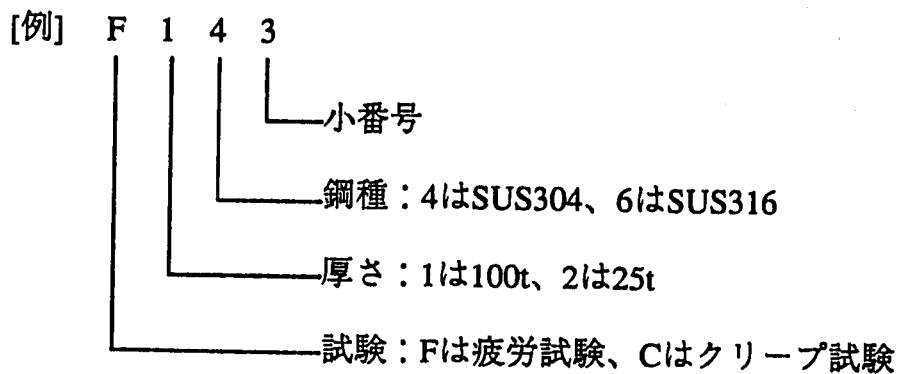 [例] F 1 4 3
小番号
鋼種：4はSUS304、6はSUS316
厚さ：1は100t、2は25t
試験：Fは疲労試験、Cはクリープ試験